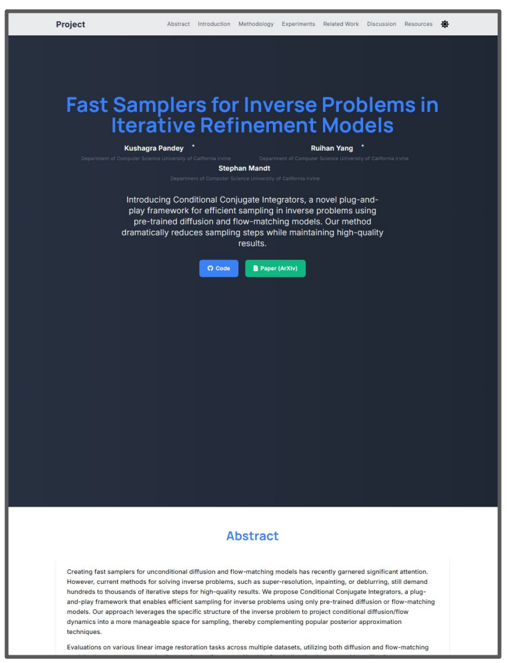 Project
Abstract Introduction Methodology Experiments Related Work Discussion Resources
Fast Samplers for Inverse Problems in
Iterative Refinement Models
Kushagra Pandey * Ruihan Yang *
Department of Computer Science University of California Irvine Department of Computer Science University of California Irvine
Stephan Mandt
Department of Computer Science University of California Irvine
Introducing Conditional Conjugate Integrators, a novel plug-and-
play framework for efficient sampling in inverse problems using
pre-trained diffusion and flow-matching models. Our method
dramatically reduces sampling steps while maintaining high-quality
results.
Code Paper (ArXiv)
Abstract
Creating fast samplers for unconditional diffusion and flow-matching models has recently garnered significant attention.
However, current methods for solving inverse problems, such as super-resolution, inpainting, or deblurring, still demand
hundreds to thousands of iterative steps for high-quality results. We propose Conditional Conjugate Integrators, a plug-
and-play framework that enables efficient sampling for inverse problems using only pre-trained diffusion or flow-matching
models. Our approach leverages the specific structure of the inverse problem to project conditional diffusion/flow
dynamics into a more manageable space for sampling, thereby complementing popular posterior approximation
techniques.
Evaluations on various linear image restoration tasks across multiple datasets, utilizing both diffusion and flow-matching